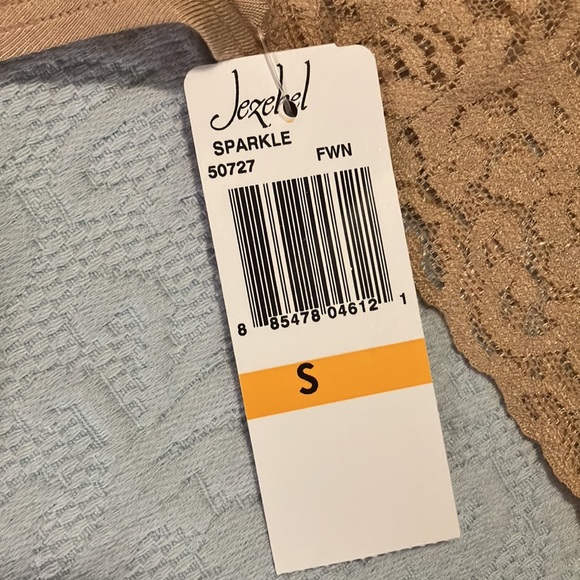 Jezebel
SPARKLE
50727 FWN
8 85478 04612 1
S